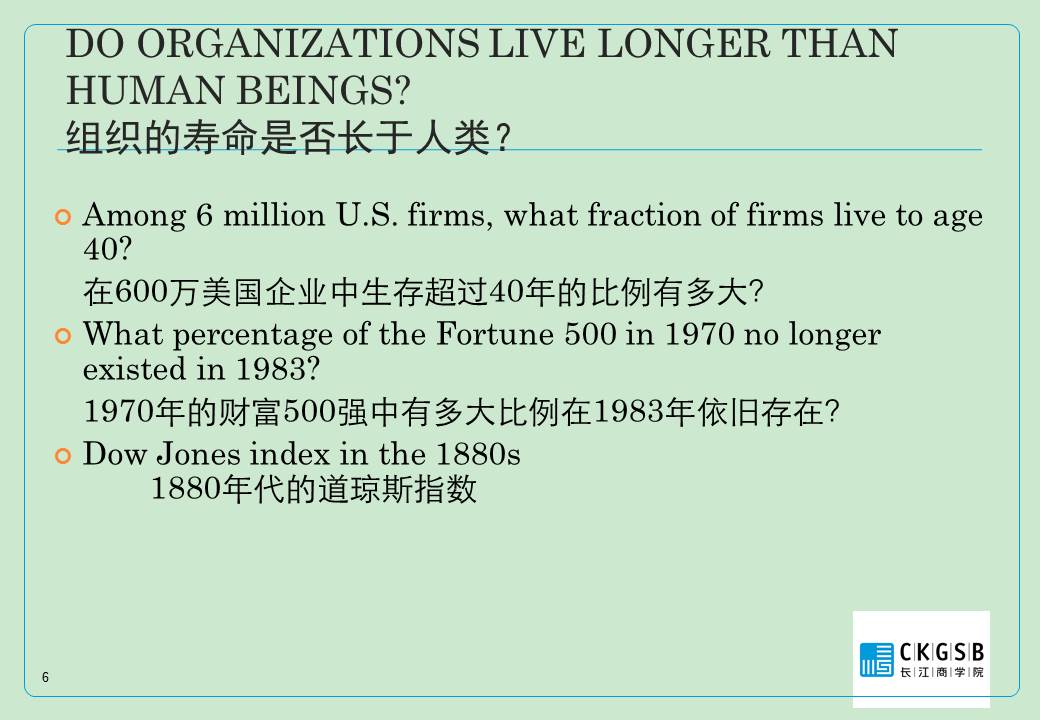 DO ORGANIZATIONS LIVE LONGER THAN
HUMAN BEINGS?
组织的寿命是否长于人类？
Among 6 million U.S. firms, what fraction of firms live to age
40?
在600万美国企业中生存超过40年的比例有多大？
What percentage of the Fortune 500 in 1970 no longer
existed in 1983?
1970年的财富500强中有多大比例在1983年依旧存在？
Dow Jones index in the 1880s
1880年代的道琼斯指数
CKGSB
长江商学院
6